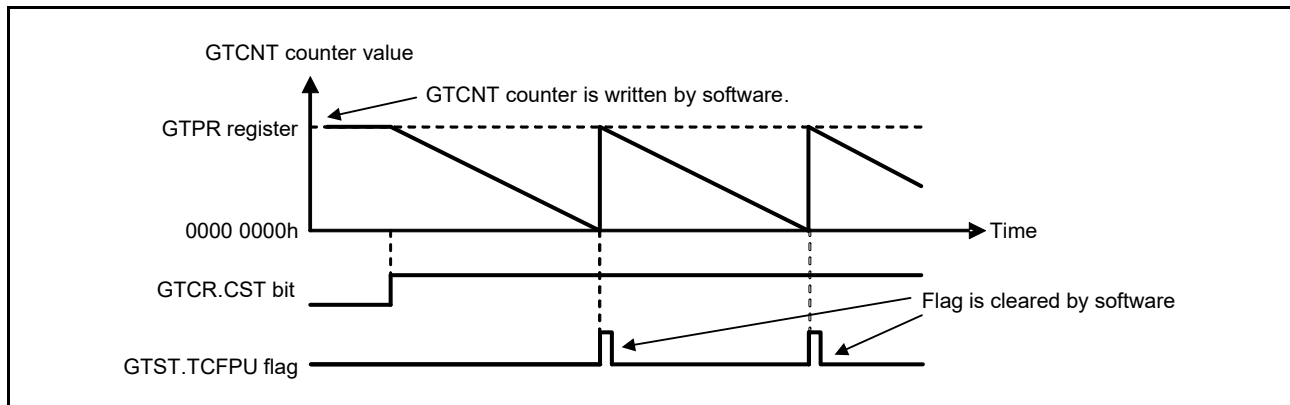 GTCNT counter value
GTCNT counter is written by software.
GTPR register
0000 0000h
Time
GTCR.CST bit
Flag is cleared by software
GTST.TCFPU flag